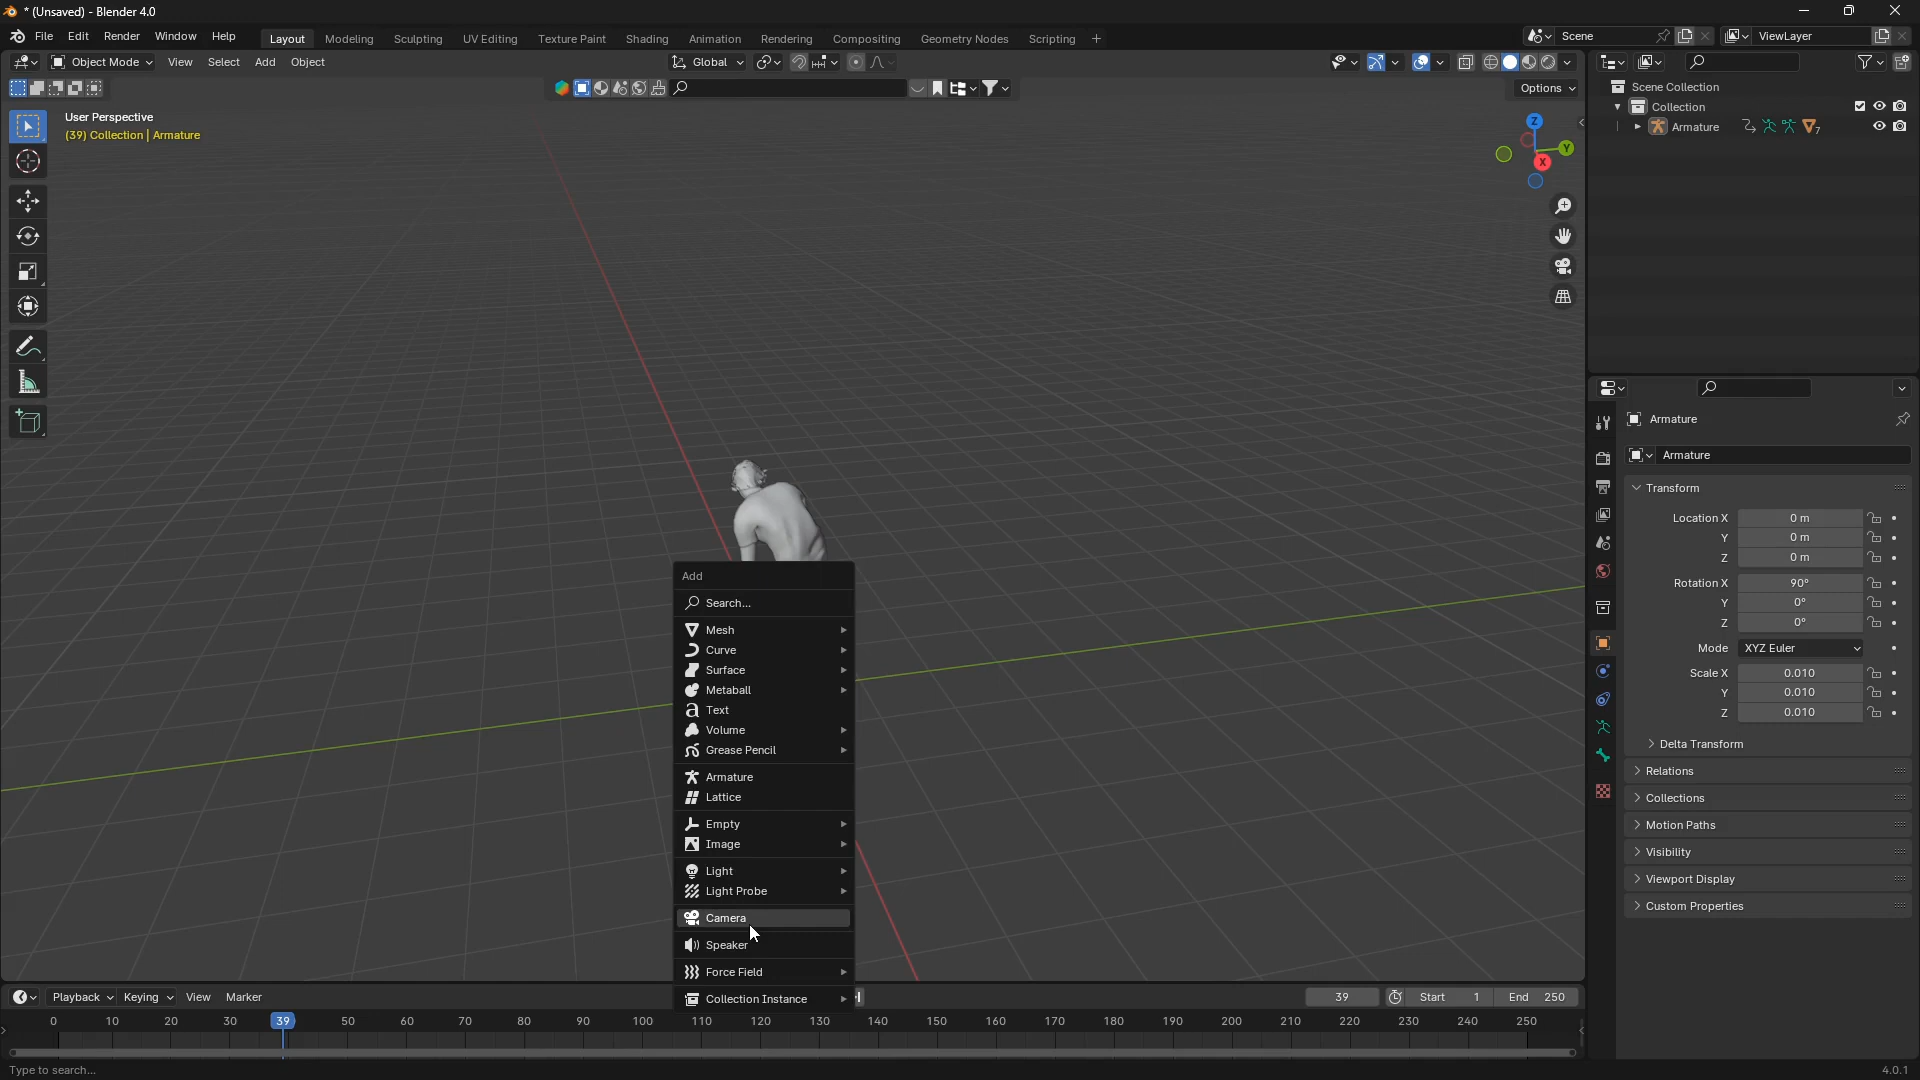 * (Unsaved) - Blender 4.0
File Edit Render Window Help Layout Modeling Sculpting UV Editing Texture Paint Shading Animation Rendering Compositing Geometry Nodes Scripting + Scene ViewLayer
Object Mode View Select Add Object Global
Options
User Perspective
(39) Collection | Armature
Z
Y
X
Scene Collection
Collection
Armature 7
Armature
Armature
Transform
Location X 0 m
Y 0 m
Z 0 m
Rotation X 90°
Y 0°
Z 0°
Mode XYZ Euler
Scale X 0.010
Y 0.010
Z 0.010
Delta Transform
Relations
Collections
Motion Paths
Visibility
Viewport Display
Custom Properties
Add
Search...
Mesh
Curve
Surface
Metaball
Text
Volume
Grease Pencil
Armature
Lattice
Empty
Image
Light
Light Probe
Camera
Speaker
Force Field
Collection Instance
Playback Keying View Marker 39 Start 1 End 250
0 10 20 30 39 50 60 70 80 90 100 110 120 130 140 150 160 170 180 190 200 210 220 230 240 250
Type to search... 4.0.1